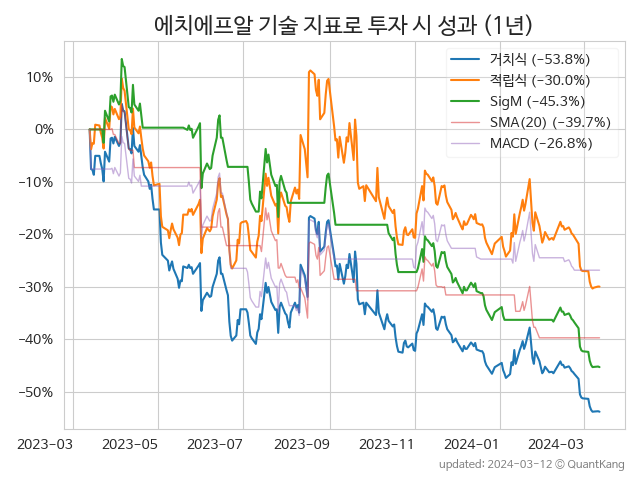 에치에프알 기술 지표로 투자 시 성과 (1년)
거치식 (−53.8%)
적립식 (−30.0%)
SigM (−45.3%)
SMA(20) (−39.7%)
MACD (−26.8%)
10%
0%
−10%
−20%
−30%
−40%
−50%
2023-03 2023-05 2023-07 2023-09 2023-11 2024-01 2024-03
updated: 2024-03-12 © QuantKang